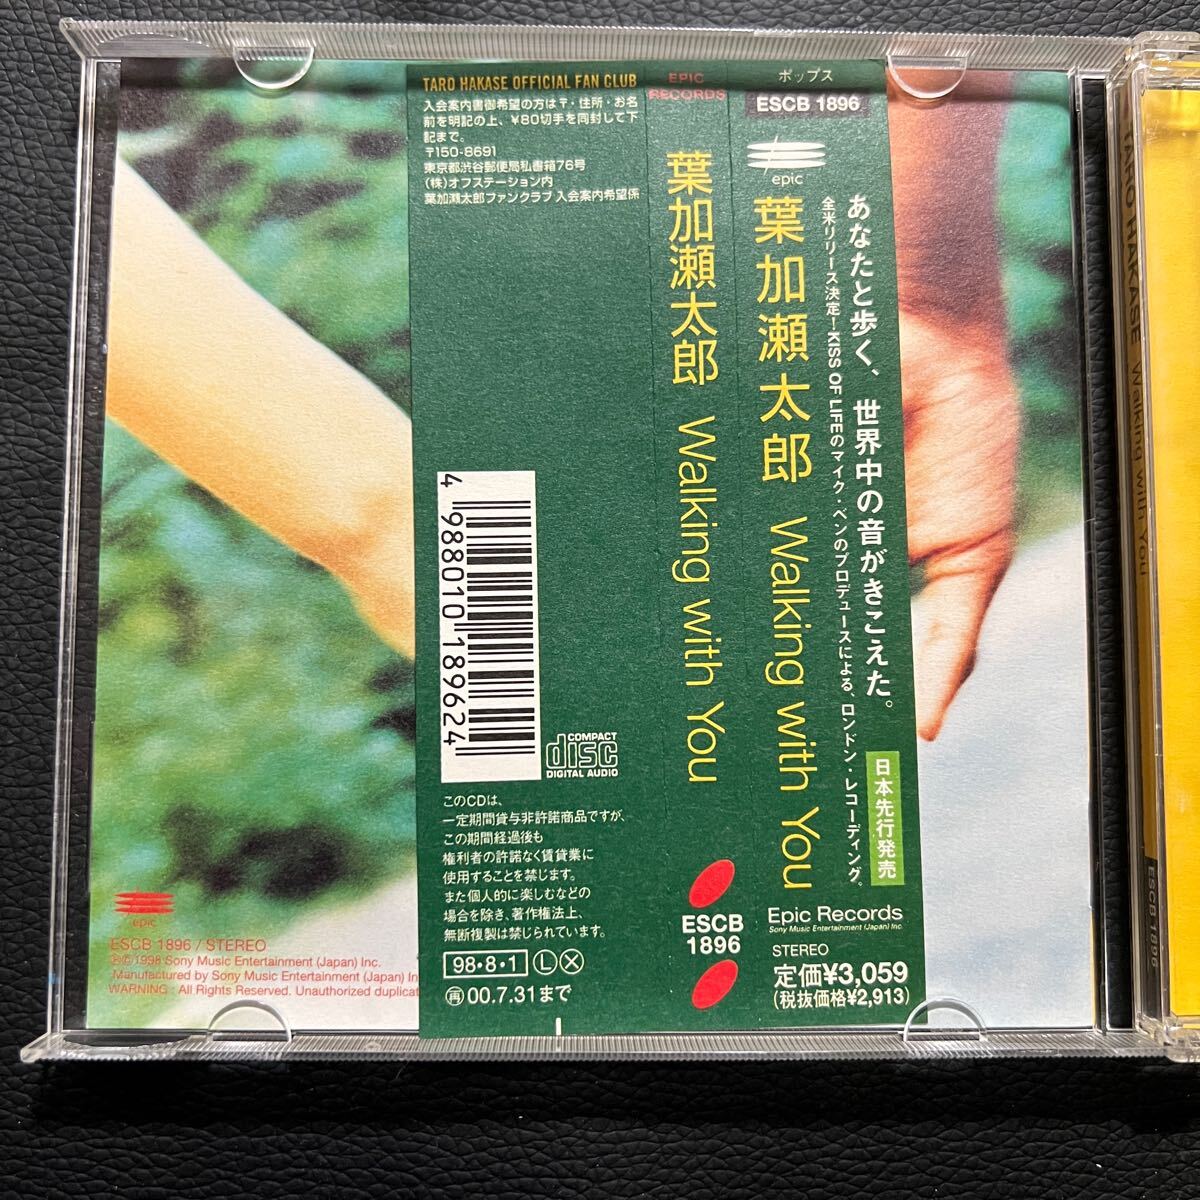 TARO HAKASE OFFICIAL FAN CLUB
入会案内書御希望の方は〒・住所・お名
前を明記の上、¥80切手を同封して下
記まで。
〒150-8691
東京都渋谷郵便局私書箱76号
(株)オフステーション内
葉加瀬太郎ファンクラブ 入会案内希望係
4 988010 189624
COMPACT
disc
DIGITAL AUDIO
このCDは、
一定期間貸与非許諾商品ですが、
この期間経過後も
権利者の許諾なく賃貸業に
使用することを禁じます。
また個人的に楽しむなどの
場合を除き、著作権法上、
無断複製は禁じられています。
98・8・1 Ⓛ Ⓧ
㊢00.7.31まで
EPIC
RECORDS
葉加瀬太郎 Walking with You
ESCB
1896
ポップス
ESCB 1896
epic
葉加瀬太郎 Walking with You
あなたと歩く、世界中の音がきこえた。
全米リリース決定!KISS OF LIFEのマイク・ペンのプロデュースによる、ロンドン・レコーディング。
日本先行発売
Epic Records
Sony Music Entertainment (Japan) Inc.
STEREO
定価¥3,059
(税抜価格¥2,913)
epic
ESCB 1896 / STEREO
℗© 1998 Sony Music Entertainment (Japan) Inc.
Manufactured by Sony Music Entertainment (Japan) In
WARNING : All Rights Reserved. Unauthorized duplicat
TARO HAKASE Walking with You
ESCB 1896